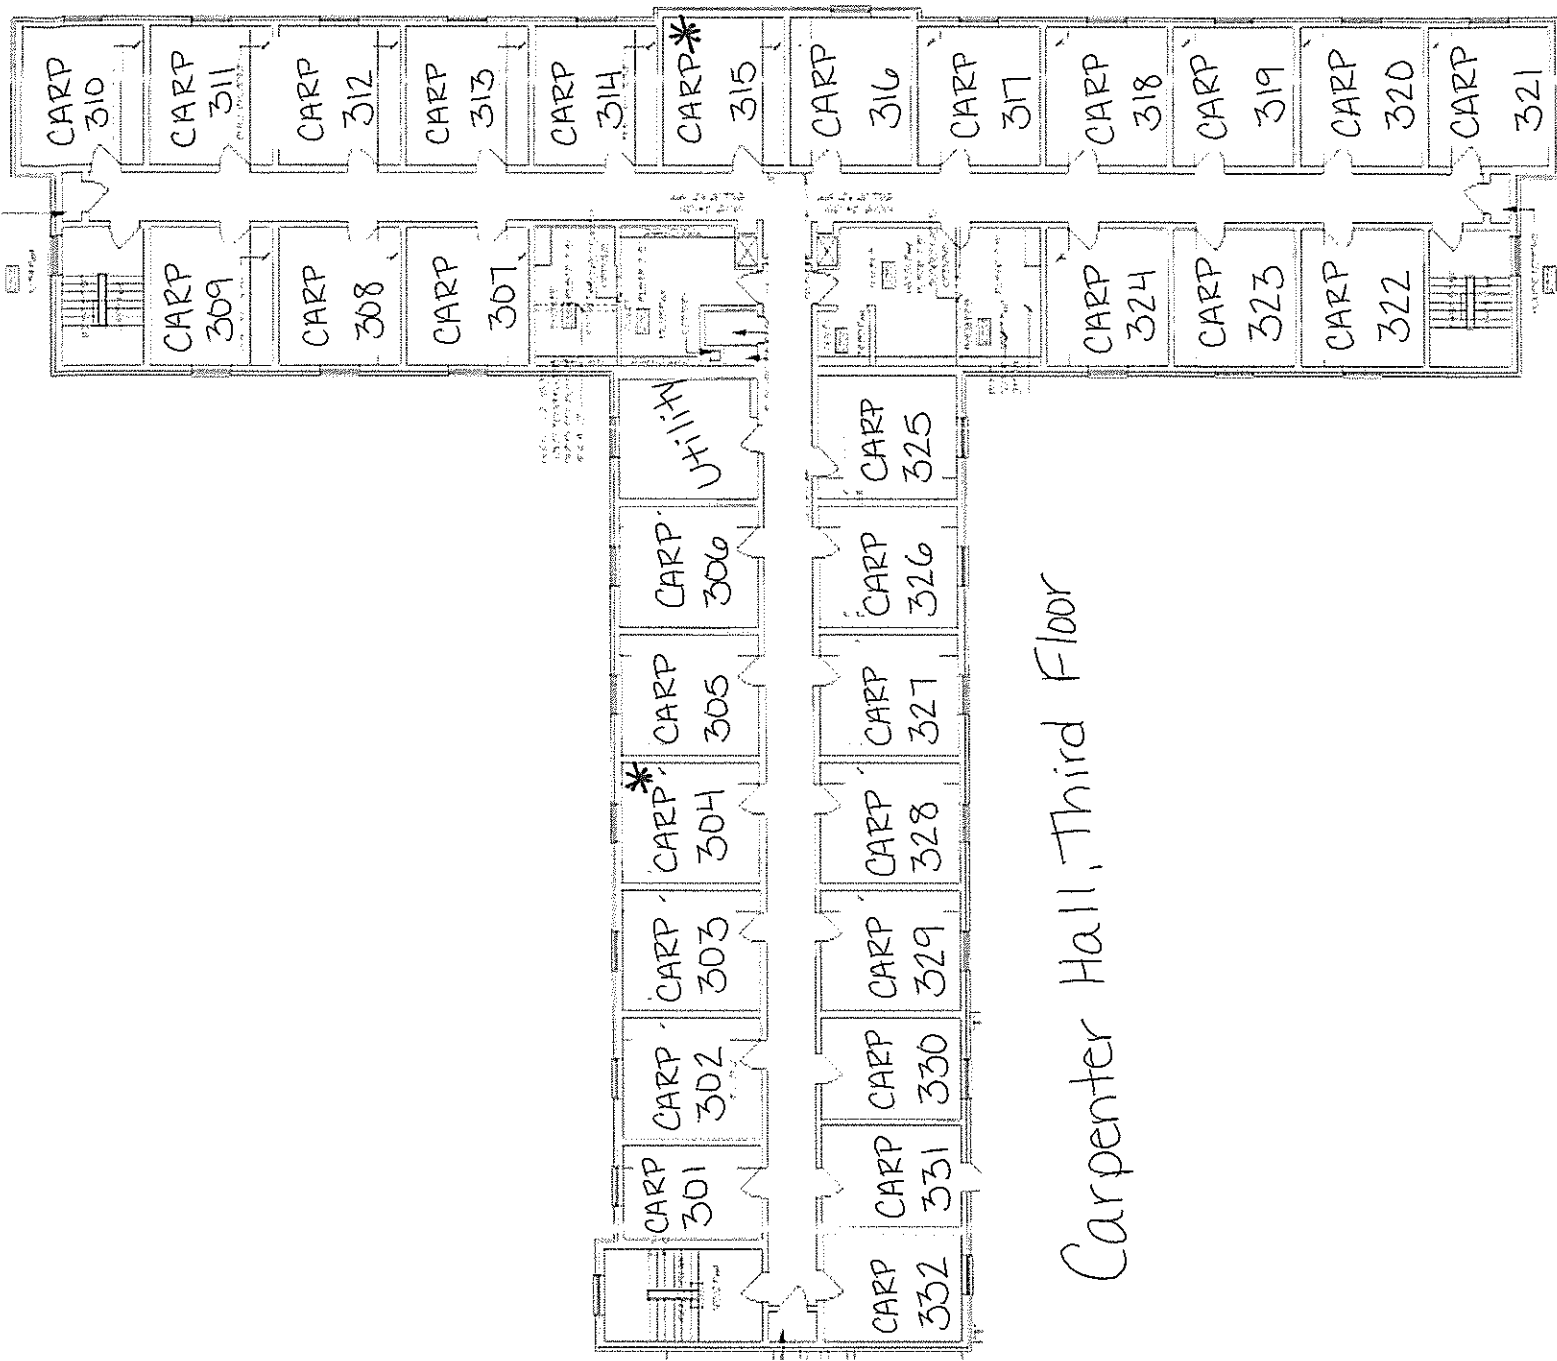 CARP
310
CARP
311
CARP
312
CARP
313
CARP
314
*
CARP
315
CARP
316
CARP
317
CARP
318
CARP
319
CARP
320
CARP
321
CARP
309
CARP
308
CARP
307
CARP
324
CARP
323
CARP
322
Utility
CARP
325
CARP
306
CARP
326
CARP
305
CARP
327
*
CARP
304
CARP
328
CARP
303
CARP
329
CARP
302
CARP
330
CARP
301
CARP
331
CARP
332
Carpenter Hall, Third Floor